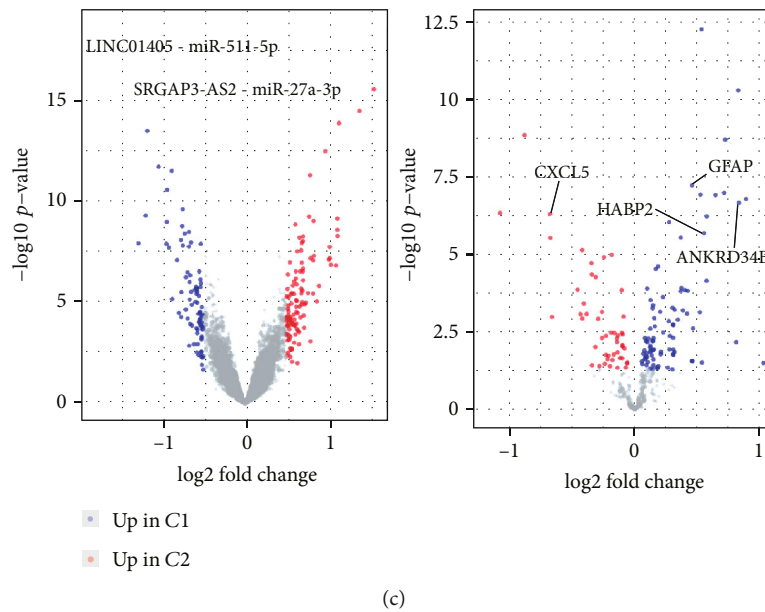 (c)
LINC01405 - miR-511-5p
SRGAP3-AS2 - miR-27a-3p
−log10 p−value
15
10
5
0
−1
0
1
log2 fold change
12.5
10.0
7.5
5
2.5
0
−log10 p−value
CXCL5
GFAP
HABP2
−1
0
1
log2 fold change
Up in C1
Up in C2
(c)